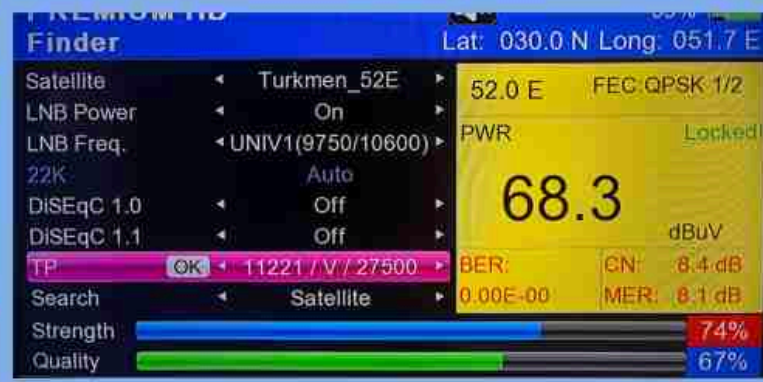 PREMIUM HD
Finder
Lat: 030.0 N Long: 051.7 E
Satellite Turkmen_52E
LNB Power On
LNB Freq. UNIV1(9750/10600)
22K Auto
DiSEqC 1.0 Off
DiSEqC 1.1 Off
TP OK 11221 / V / 27500
Search Satellite
52.0 E FEC:QPSK 1/2
PWR Locked!
68.3
dBuV
BER: CN: 8.4 dB
0.00E-00 MER: 8.1 dB
Strength 74%
Quality 67%